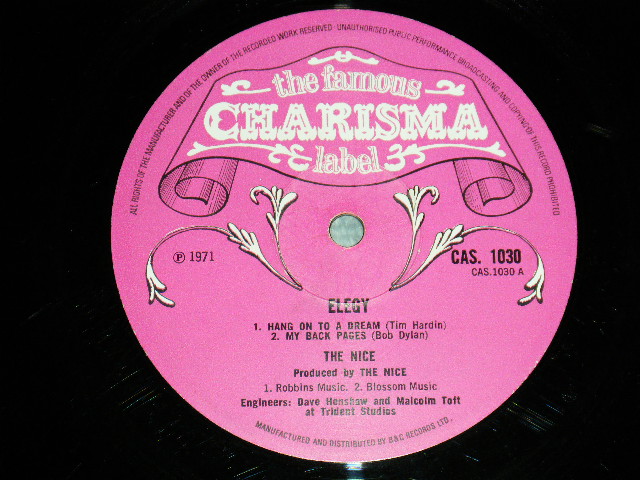 ALL RIGHTS OF THE MANUFACTURER AND OF THE OWNER OF THE RECORDED WORK RESERVED · UNAUTHORISED PUBLIC PERFORMANCE BROADCASTING AND COPYING OF THIS RECORD PROHIBITED
the famous
CHARISMA
label
℗ 1971
CAS. 1030
CAS.1030 A
ELEGY
1. HANG ON TO A DREAM (Tim Hardin)
2. MY BACK PAGES (Bob Dylan)
THE NICE
Produced by THE NICE
1. Robbins Music. 2. Blossom Music
Engineers: Dave Henshaw and Malcolm Toft
at Trident Studios
MANUFACTURED AND DISTRIBUTED BY B&C RECORDS LTD.